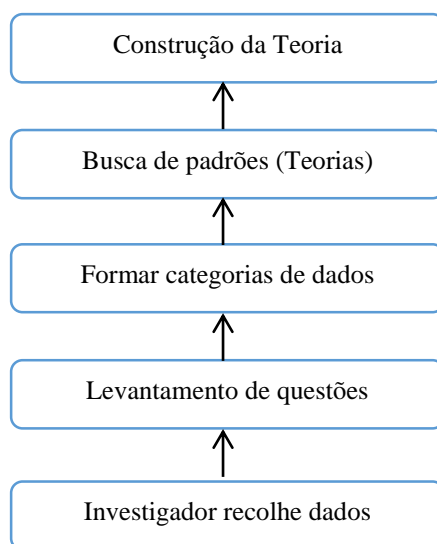 Construção da Teoria
Busca de padrões (Teorias)
Formar categorias de dados
Levantamento de questões
Investigador recolhe dados